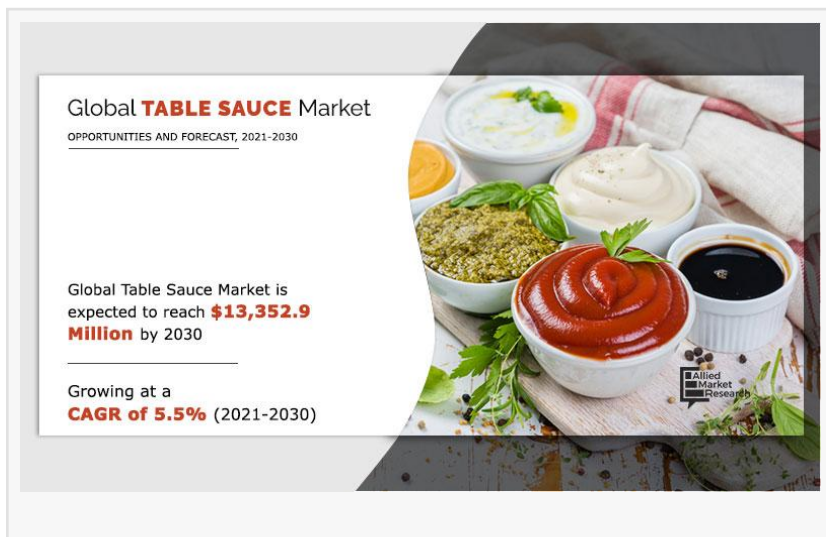 Global TABLE SAUCE Market
OPPORTUNITIES AND FORECAST, 2021-2030
Global Table Sauce Market is
expected to reach $13,352.9
Million by 2030
Growing at a
CAGR of 5.5% (2021-2030)
Allied
Market
Research